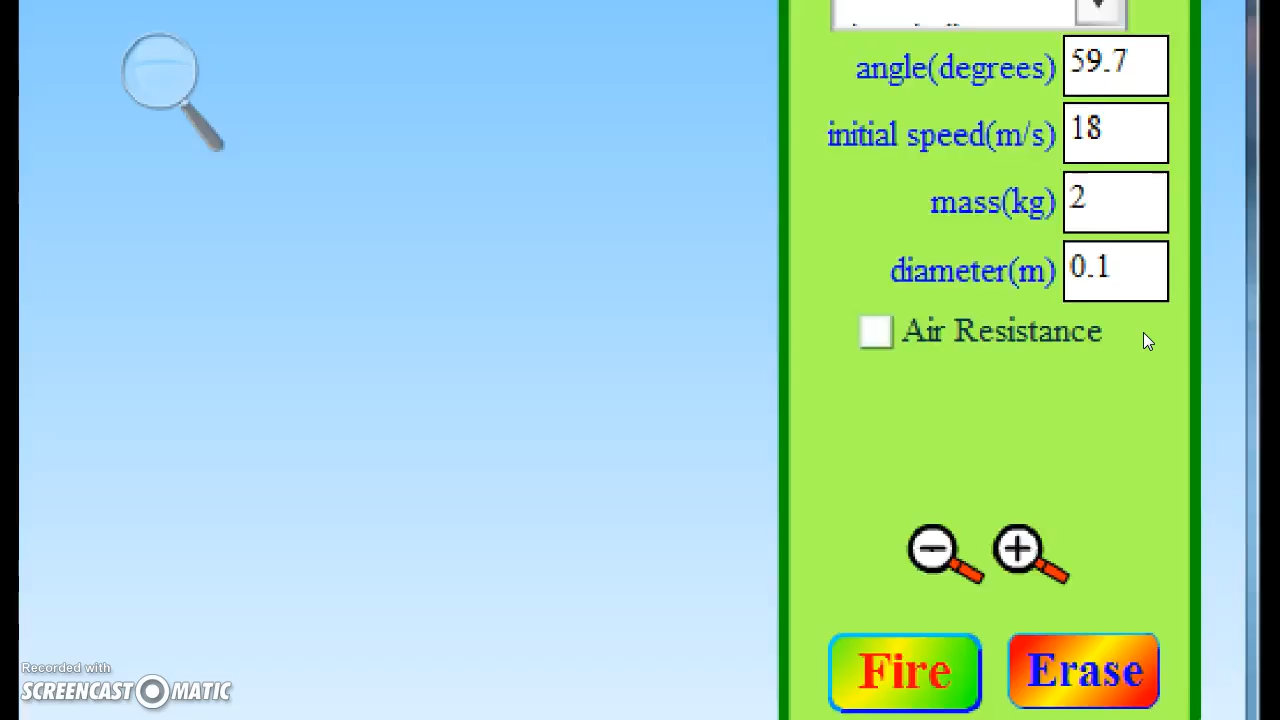 angle(degrees) 59.7
initial speed(m/s) 18
mass(kg) 2
diameter(m) 0.1
Air Resistance
Fire Erase
Recorded with
SCREENCAST MATIC